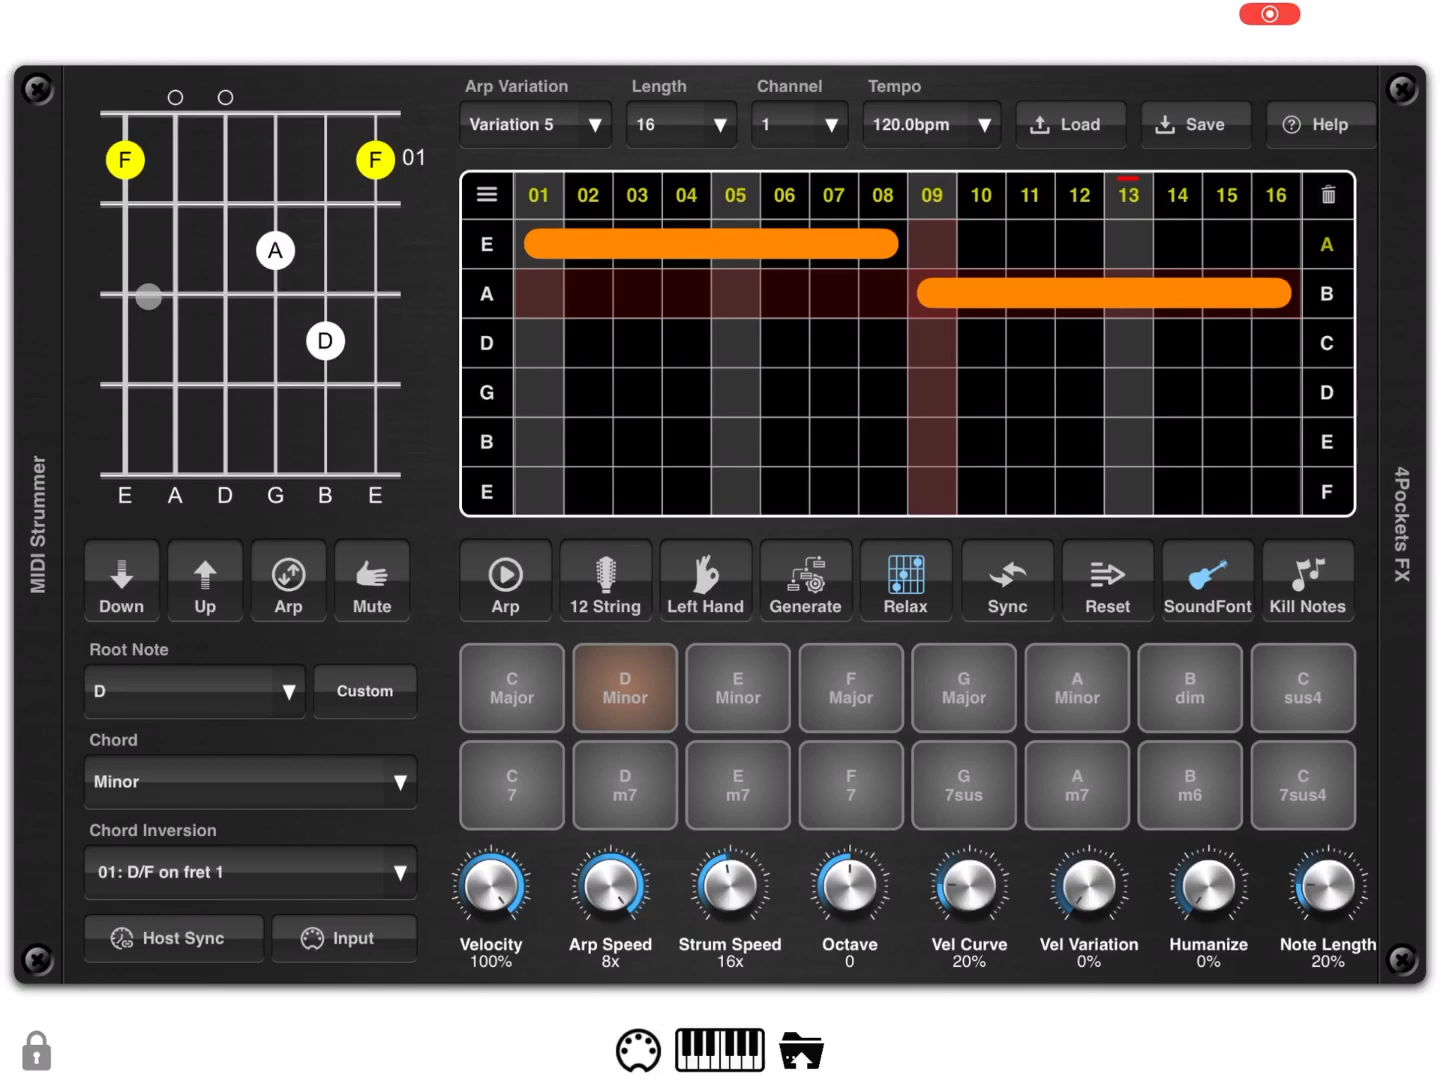 Arp Variation Length Channel Tempo
Variation 5 16 1 120.0bpm Load Save Help
F F 01
A
D
E A D G B E
01 02 03 04 05 06 07 08 09 10 11 12 13 14 15 16
E A
A B
D C
G D
B E
E F
MIDI Strummer
4Pockets FX
Down Up Arp Mute
Arp 12 String Left Hand Generate Relax Sync Reset SoundFont Kill Notes
Root Note
D Custom
Chord
Minor
Chord Inversion
01: D/F on fret 1
Host Sync Input
C Major
D Minor
E Minor
F Major
G Major
A Minor
B dim
C sus4
C 7
D m7
E m7
F 7
G 7sus
A m7
B m6
C 7sus4
Velocity Arp Speed Strum Speed Octave Vel Curve Vel Variation Humanize Note Length
100% 8x 16x 0 20% 0% 0% 20%